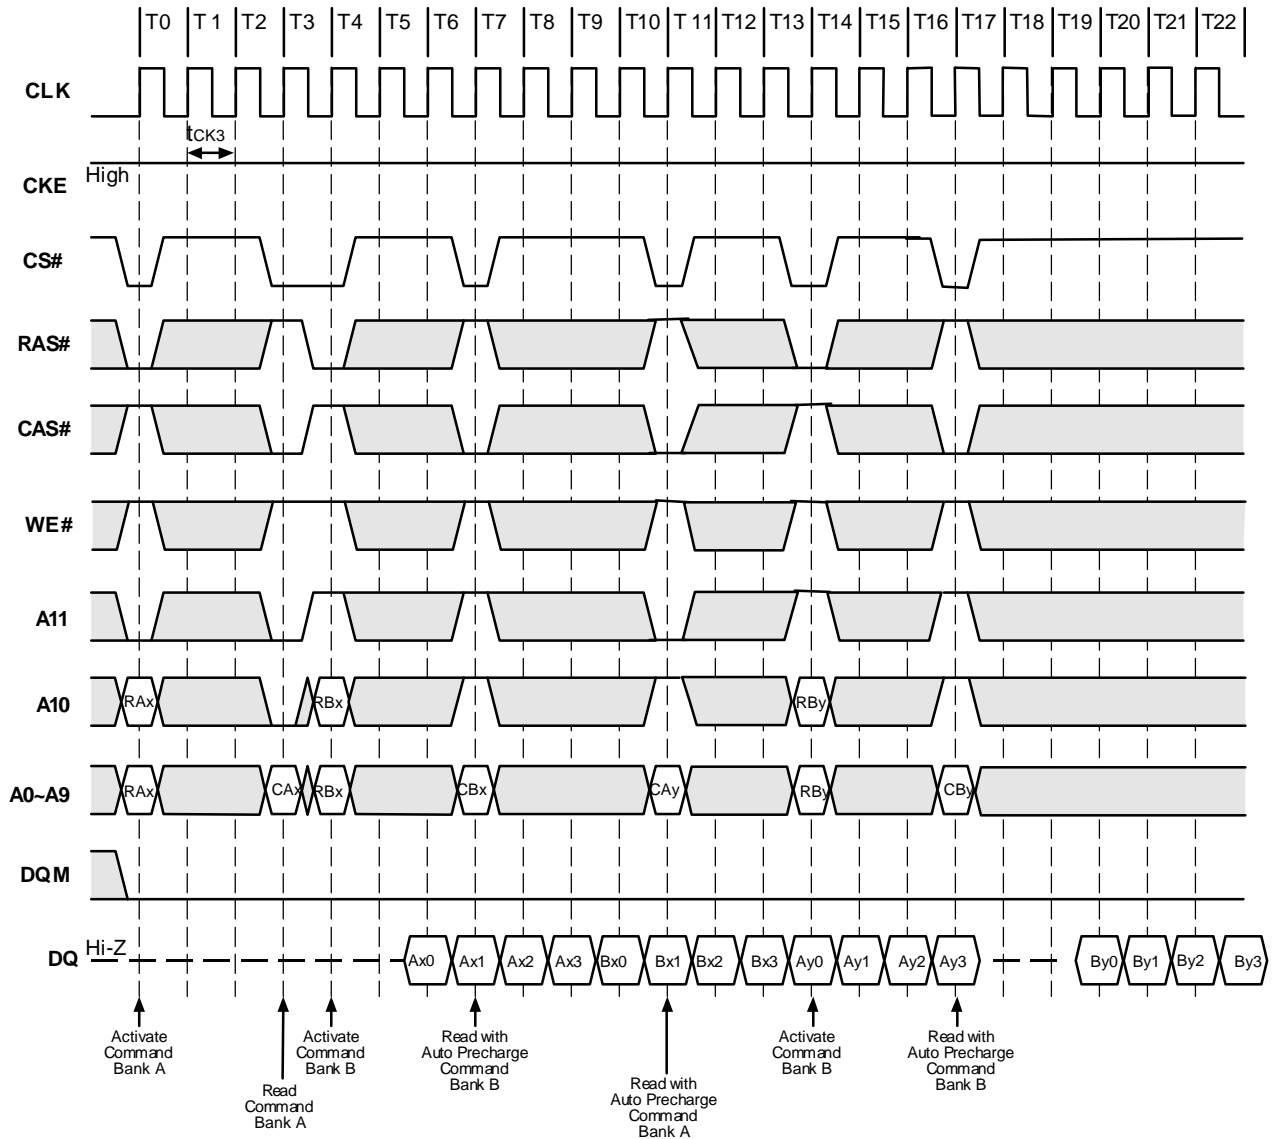 T0 T 1 T2 T3 T4 T5 T6 T7 T8 T9 T10 T 11 T12 T13 T14 T15 T16 T17 T18 T19 T20 T21 T22
CLK
tCK3
High
CKE
CS#
RAS#
CAS#
WE#
A11
A10 RAx RBx RBy
A0~A9 RAx CAx RBx CBx CAy RBy CBy
DQM
Hi-Z
DQ Ax0 Ax1 Ax2 Ax3 Bx0 Bx1 Bx2 Bx3 Ay0 Ay1 Ay2 Ay3 By0 By1 By2 By3
Activate
Command
Bank A
Read
Command
Bank A
Activate
Command
Bank B
Read with
Auto Precharge
Command
Bank B
Read with
Auto Precharge
Command
Bank A
Activate
Command
Bank B
Read with
Auto Precharge
Command
Bank B